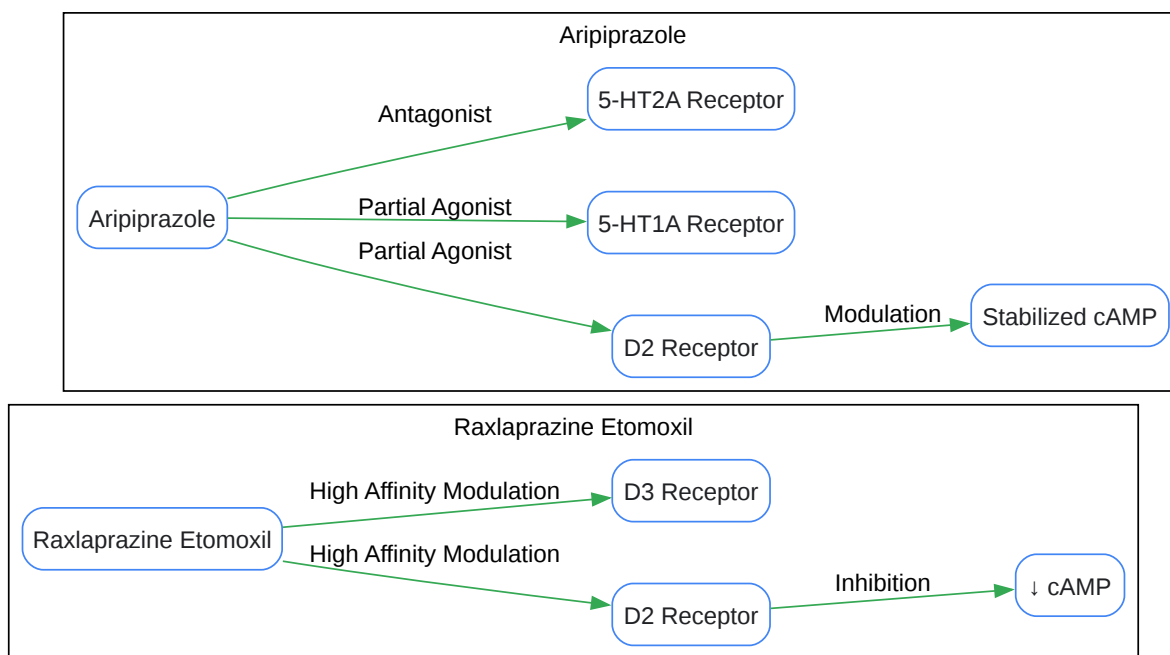 Aripiprazole
5-HT2A Receptor
Antagonist
Aripiprazole
Partial Agonist
5-HT1A Receptor
Partial Agonist
D2 Receptor
Modulation
Stabilized cAMP
Raxlaprazine Etomoxil
Raxlaprazine Etomoxil
High Affinity Modulation
D3 Receptor
High Affinity Modulation
D2 Receptor
Inhibition
↓ cAMP